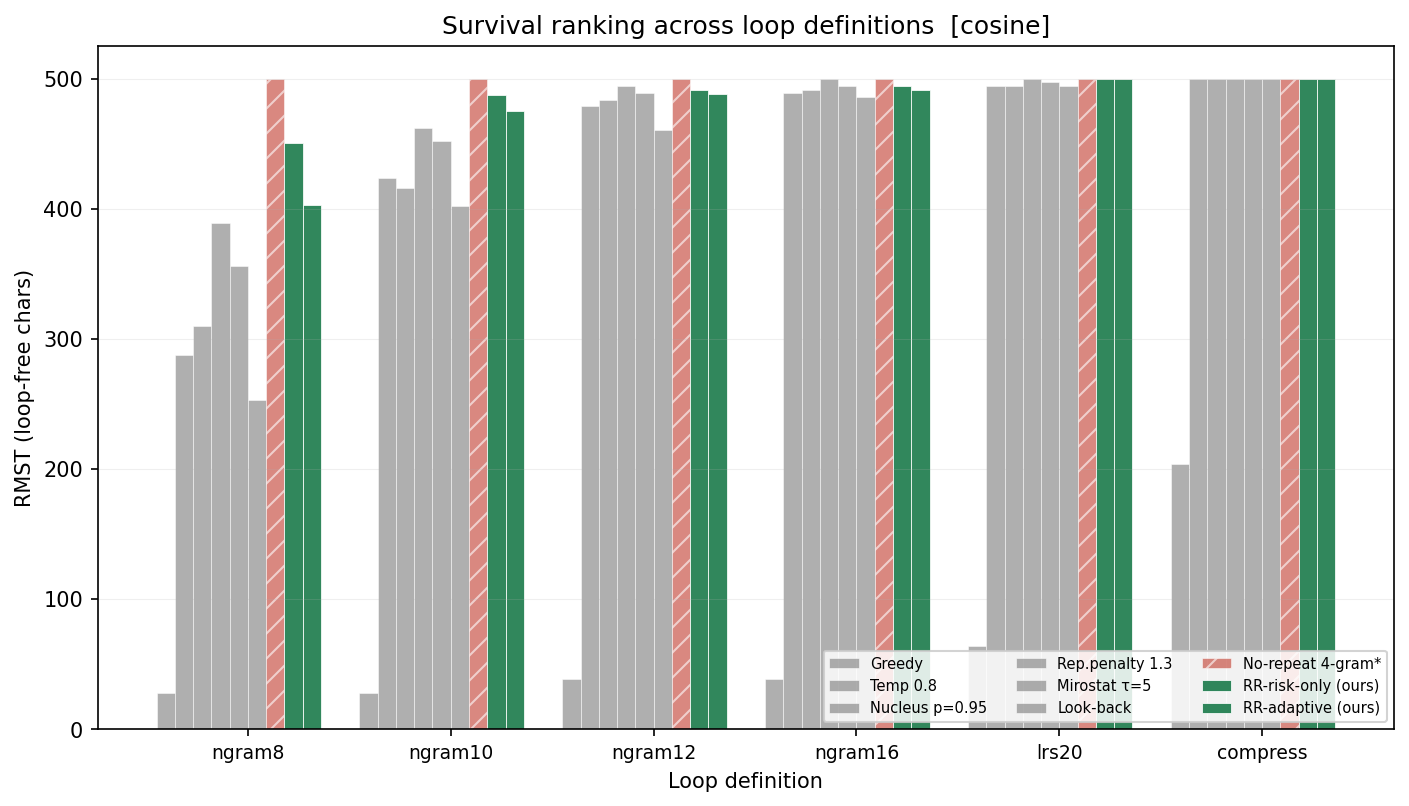 Survival ranking across loop definitions  [cosine]
RMST (loop-free chars)
500
400
300
200
100
0
Greedy
Temp 0.8
Nucleus p=0.95
Rep.penalty 1.3
Mirostat τ=5
Look-back
No-repeat 4-gram*
RR-risk-only (ours)
RR-adaptive (ours)
ngram8 ngram10 ngram12 ngram16 lrs20 compress
Loop definition